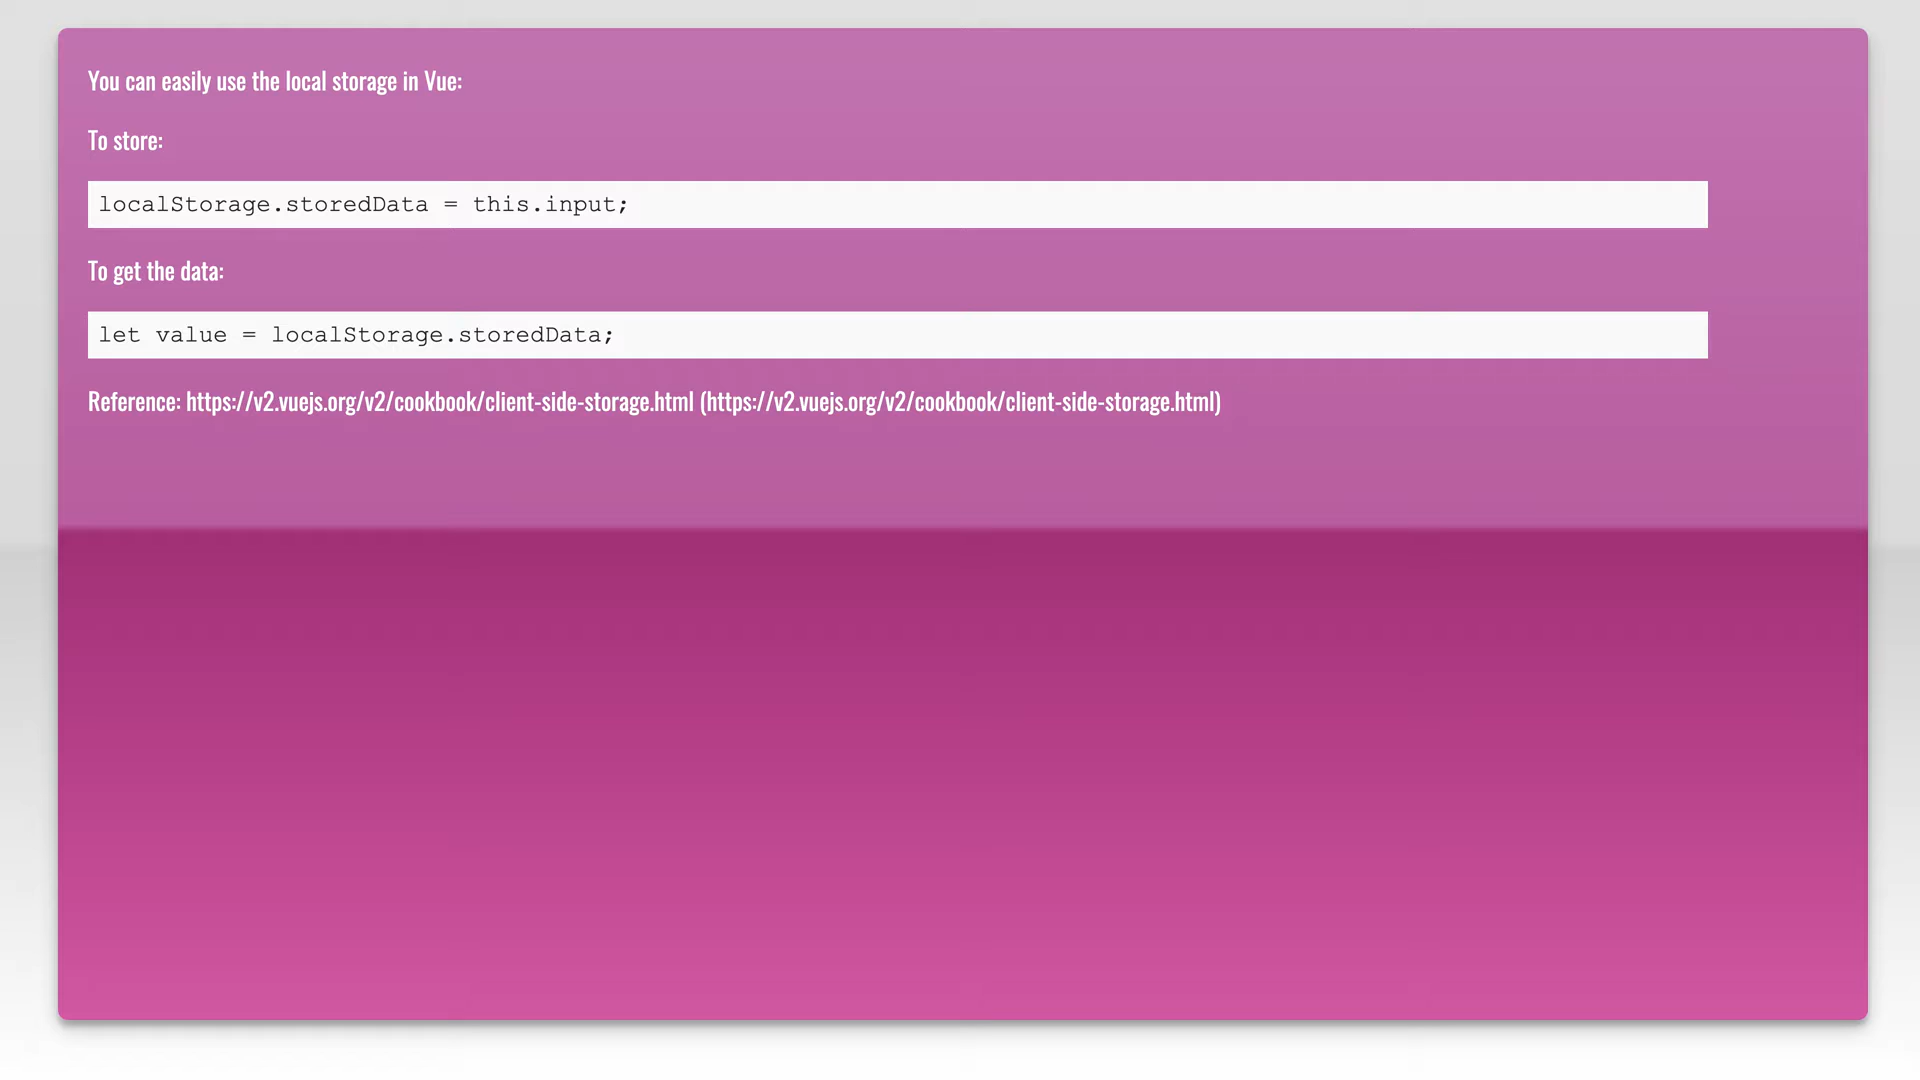 You can easily use the local storage in Vue:
To store:
localStorage.storedData = this.input;
To get the data:
let value = localStorage.storedData;
Reference: https://v2.vuejs.org/v2/cookbook/client-side-storage.html (https://v2.vuejs.org/v2/cookbook/client-side-storage.html)